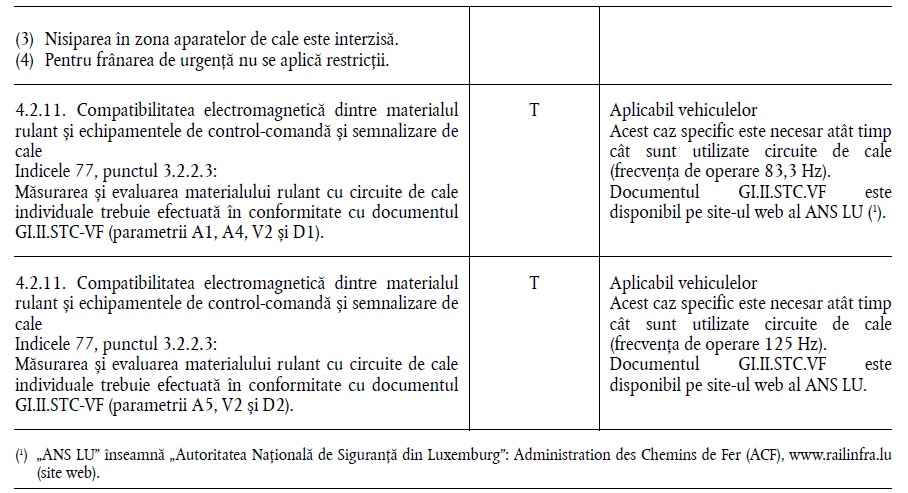 (3) Nisiparea în zona aparatelor de cale este interzisă.
(4) Pentru frânarea de urgență nu se aplică restricții.
4.2.11. Compatibilitatea electromagnetică dintre materialul
rulant și echipamentele de control-comandă și semnalizare de
cale
Indicele 77, punctul 3.2.2.3:
Măsurarea și evaluarea materialului rulant cu circuite de cale
individuale trebuie efectuată în conformitate cu documentul
GI.II.STC-VF (parametrii A1, A4, V2 și D1).
T
Aplicabil vehiculelor
Acest caz specific este necesar atât timp
cât sunt utilizate circuite de cale
(frecvența de operare 83,3 Hz).
Documentul GI.II.STC.VF este
disponibil pe site-ul web al ANS LU (¹).
4.2.11. Compatibilitatea electromagnetică dintre materialul
rulant și echipamentele de control-comandă și semnalizare de
cale
Indicele 77, punctul 3.2.2.3:
Măsurarea și evaluarea materialului rulant cu circuite de cale
individuale trebuie efectuată în conformitate cu documentul
GI.II.STC-VF (parametrii A5, V2 și D2).
T
Aplicabil vehiculelor
Acest caz specific este necesar atât timp
cât sunt utilizate circuite de cale
(frecvența de operare 125 Hz).
Documentul GI.II.STC.VF este
disponibil pe site-ul web al ANS LU.
(¹) „ANS LU” înseamnă „Autoritatea Națională de Siguranță din Luxemburg”: Administration des Chemins de Fer (ACF), www.railinfra.lu
(site web).